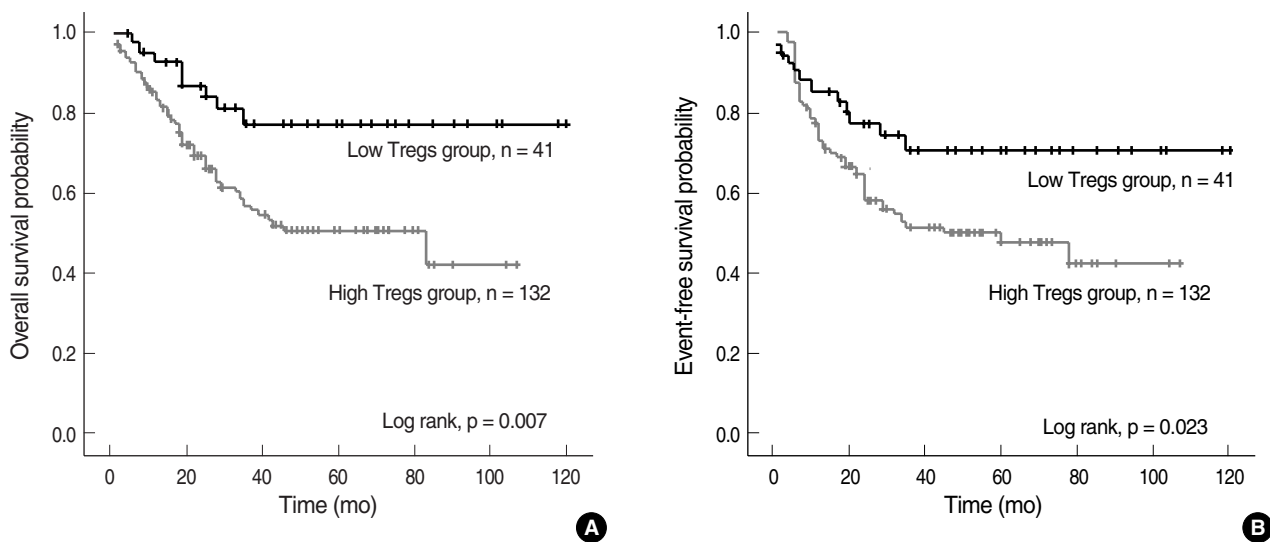 Overall survival probability
1.0
0.8
0.6
0.4
0.2
0.0
Low Tregs group, n = 41
High Tregs group, n = 132
Log rank, p = 0.007
0 20 40 60 80 100 120
Time (mo)
A
Event-free survival probability
1.0
0.8
0.6
0.4
0.2
0.0
Low Tregs group, n = 41
High Tregs group, n = 132
Log rank, p = 0.023
0 20 40 60 80 100 120
Time (mo)
B